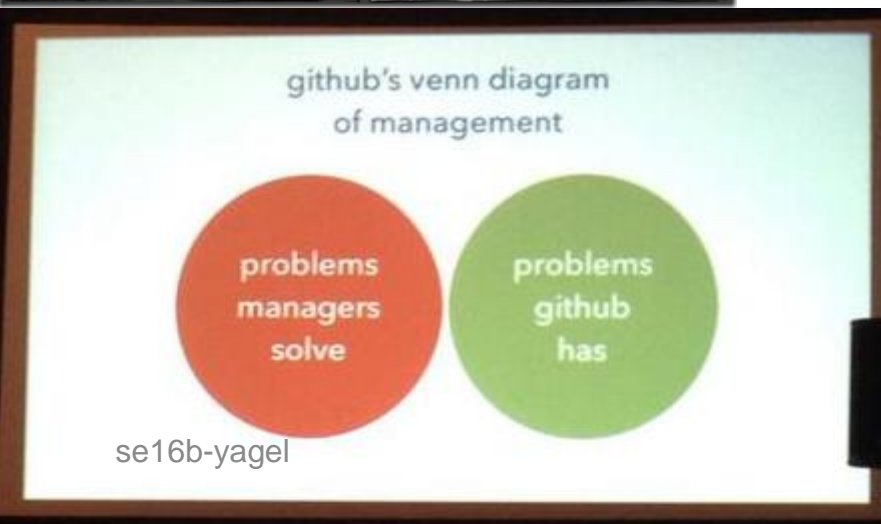 github's venn diagram
of management
problems
managers
solve
problems
github
has
se16b-yagel